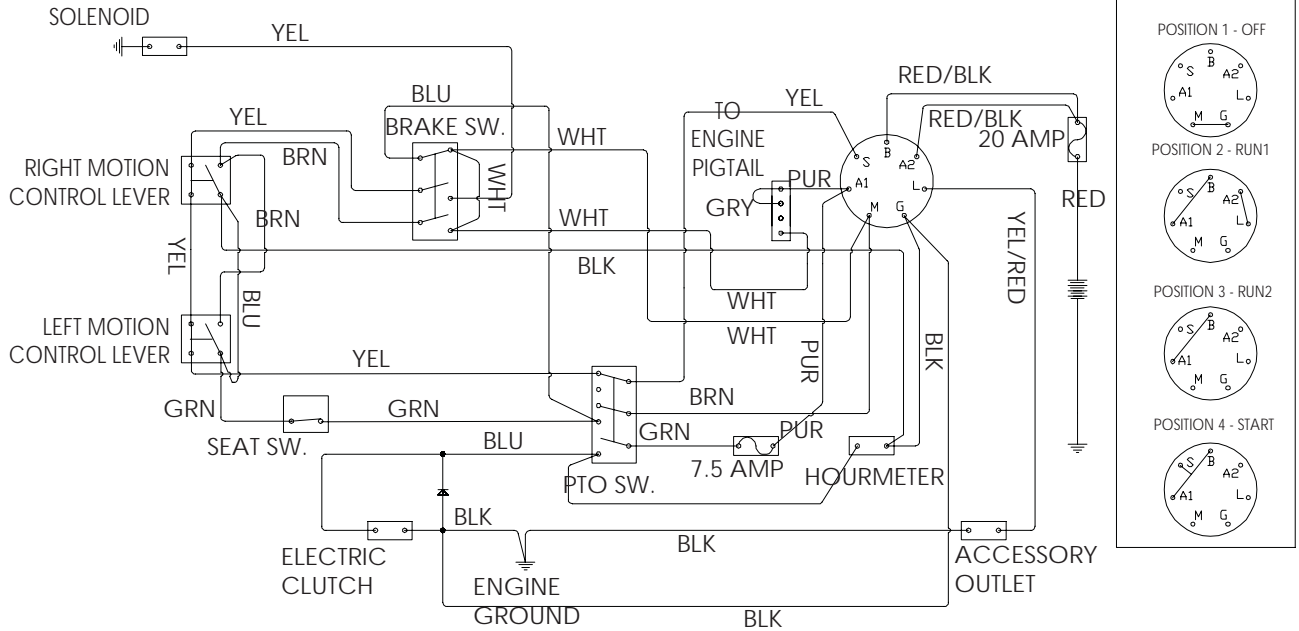 SOLENOID
YEL
POSITION 1 - OFF
S
B
A2
A1
L
M G
BLU
YEL
RED/BLK
RED/BLK
20 AMP
TO
ENGINE
PIGTAIL
YEL
BRAKE SW.
WHT
BRN
RIGHT MOTION
CONTROL LEVER
BRN
WHT
WHT
PUR
GRY
S
B
A2
A1
L
M
G
RED
POSITION 2 - RUN1
S
B
A2
A1
L
M G
YEL
BLK
WHT
WHT
YEL/RED
BLU
LEFT MOTION
CONTROL LEVER
YEL
PUR
BLK
POSITION 3 - RUN2
S
B
A2
A1
L
M G
GRN
GRN
SEAT SW.
BRN
GRN
PUR
7.5 AMP
HOURMETER
BLU
PTO SW.
POSITION 4 - START
S
B
A2
A1
L
M G
BLK
BLK
ELECTRIC
CLUTCH
ENGINE
GROUND
ACCESSORY
OUTLET
BLK